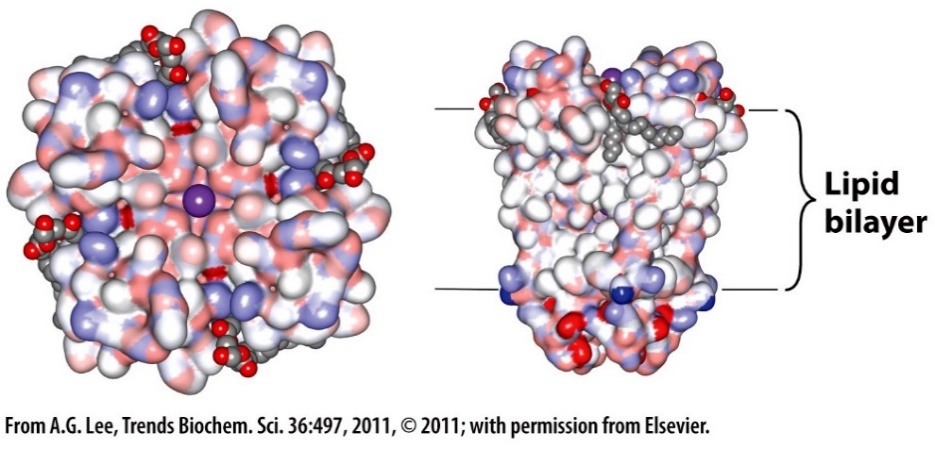 Lipid
bilayer
From A.G. Lee, Trends Biochem. Sci. 36:497, 2011, © 2011; with permission from Elsevier.